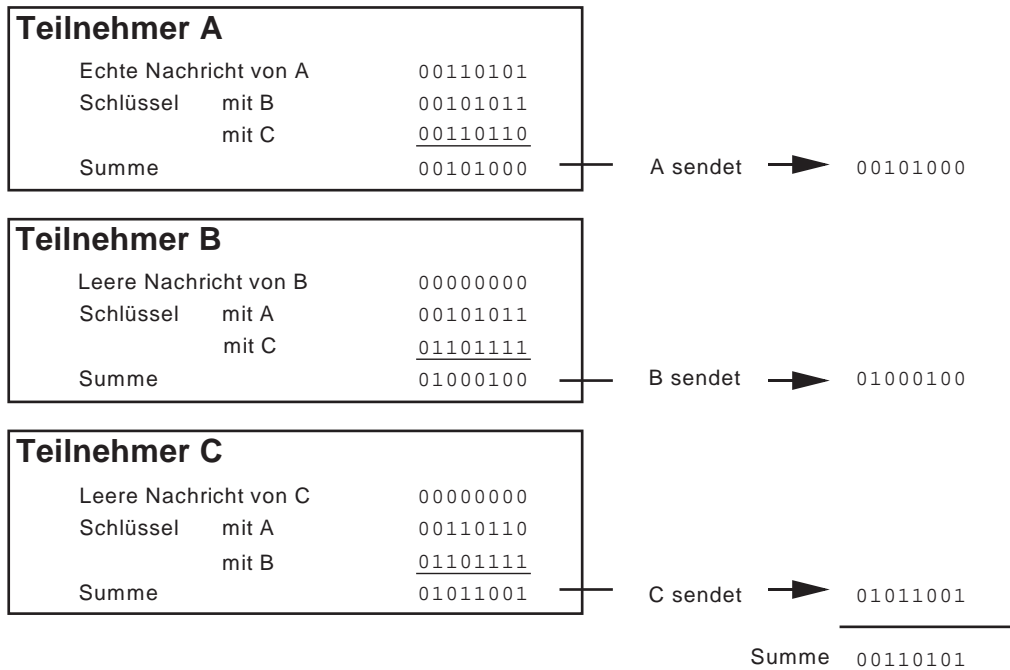 Teilnehmer A
Echte Nachricht von A 00110101
Schlüssel mit B 00101011
mit C 00110110
Summe 00101000 A sendet 00101000
Teilnehmer B
Leere Nachricht von B 00000000
Schlüssel mit A 00101011
mit C 01101111
Summe 01000100 B sendet 01000100
Teilnehmer C
Leere Nachricht von C 00000000
Schlüssel mit A 00110110
mit B 01101111
Summe 01011001 C sendet 01011001
Summe 00110101